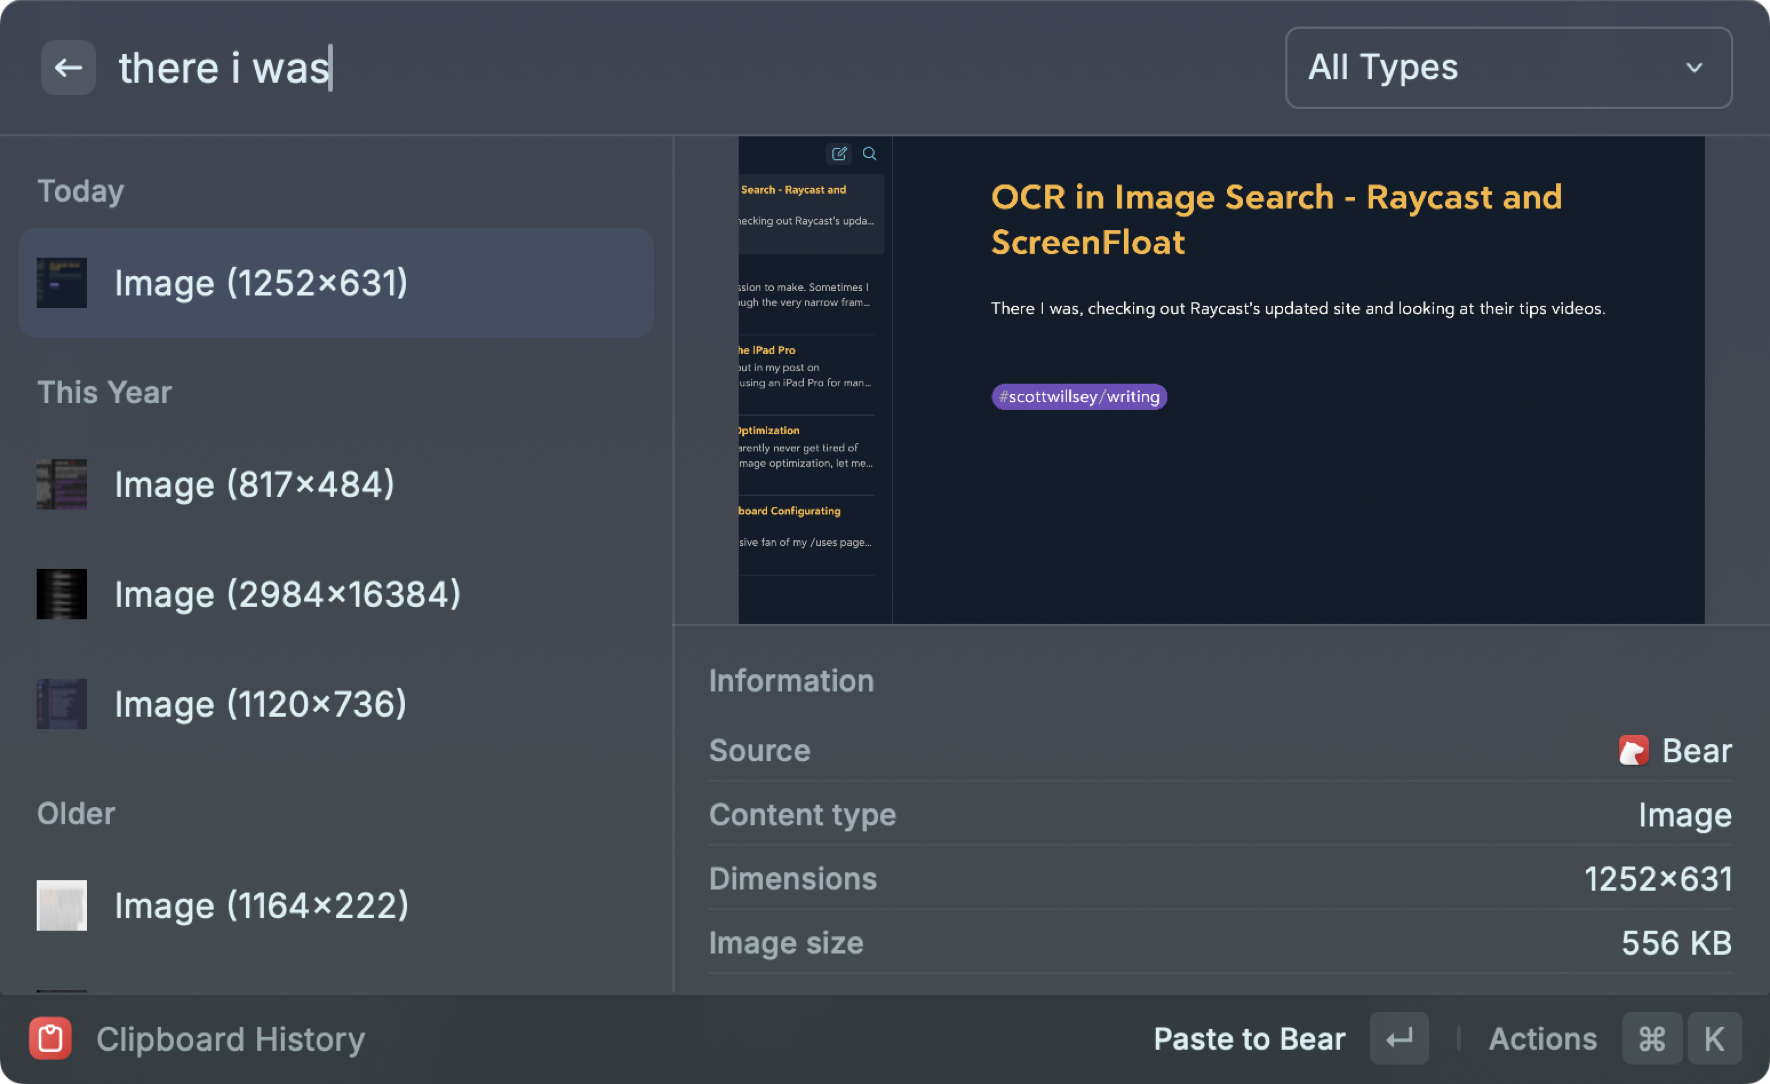 there i was
All Types
Today
Image (1252×631)
This Year
Image (817×484)
Image (2984×16384)
Image (1120×736)
Older
Image (1164×222)
Search - Raycast and
hecking out Raycast's upda...
ssion to make. Sometimes I
ugh the very narrow fram...
he IPad Pro
out in my post on
using an iPad Pro for man...
Optimization
arently never get tired of
mage optimization, let me...
board Configurating
sive fan of my /uses page...
OCR in Image Search - Raycast and
ScreenFloat
There I was, checking out Raycast's updated site and looking at their tips videos.
#scottwillsey/writing
Information
Source Bear
Content type Image
Dimensions 1252×631
Image size 556 KB
Clipboard History
Paste to Bear
Actions ⌘ K